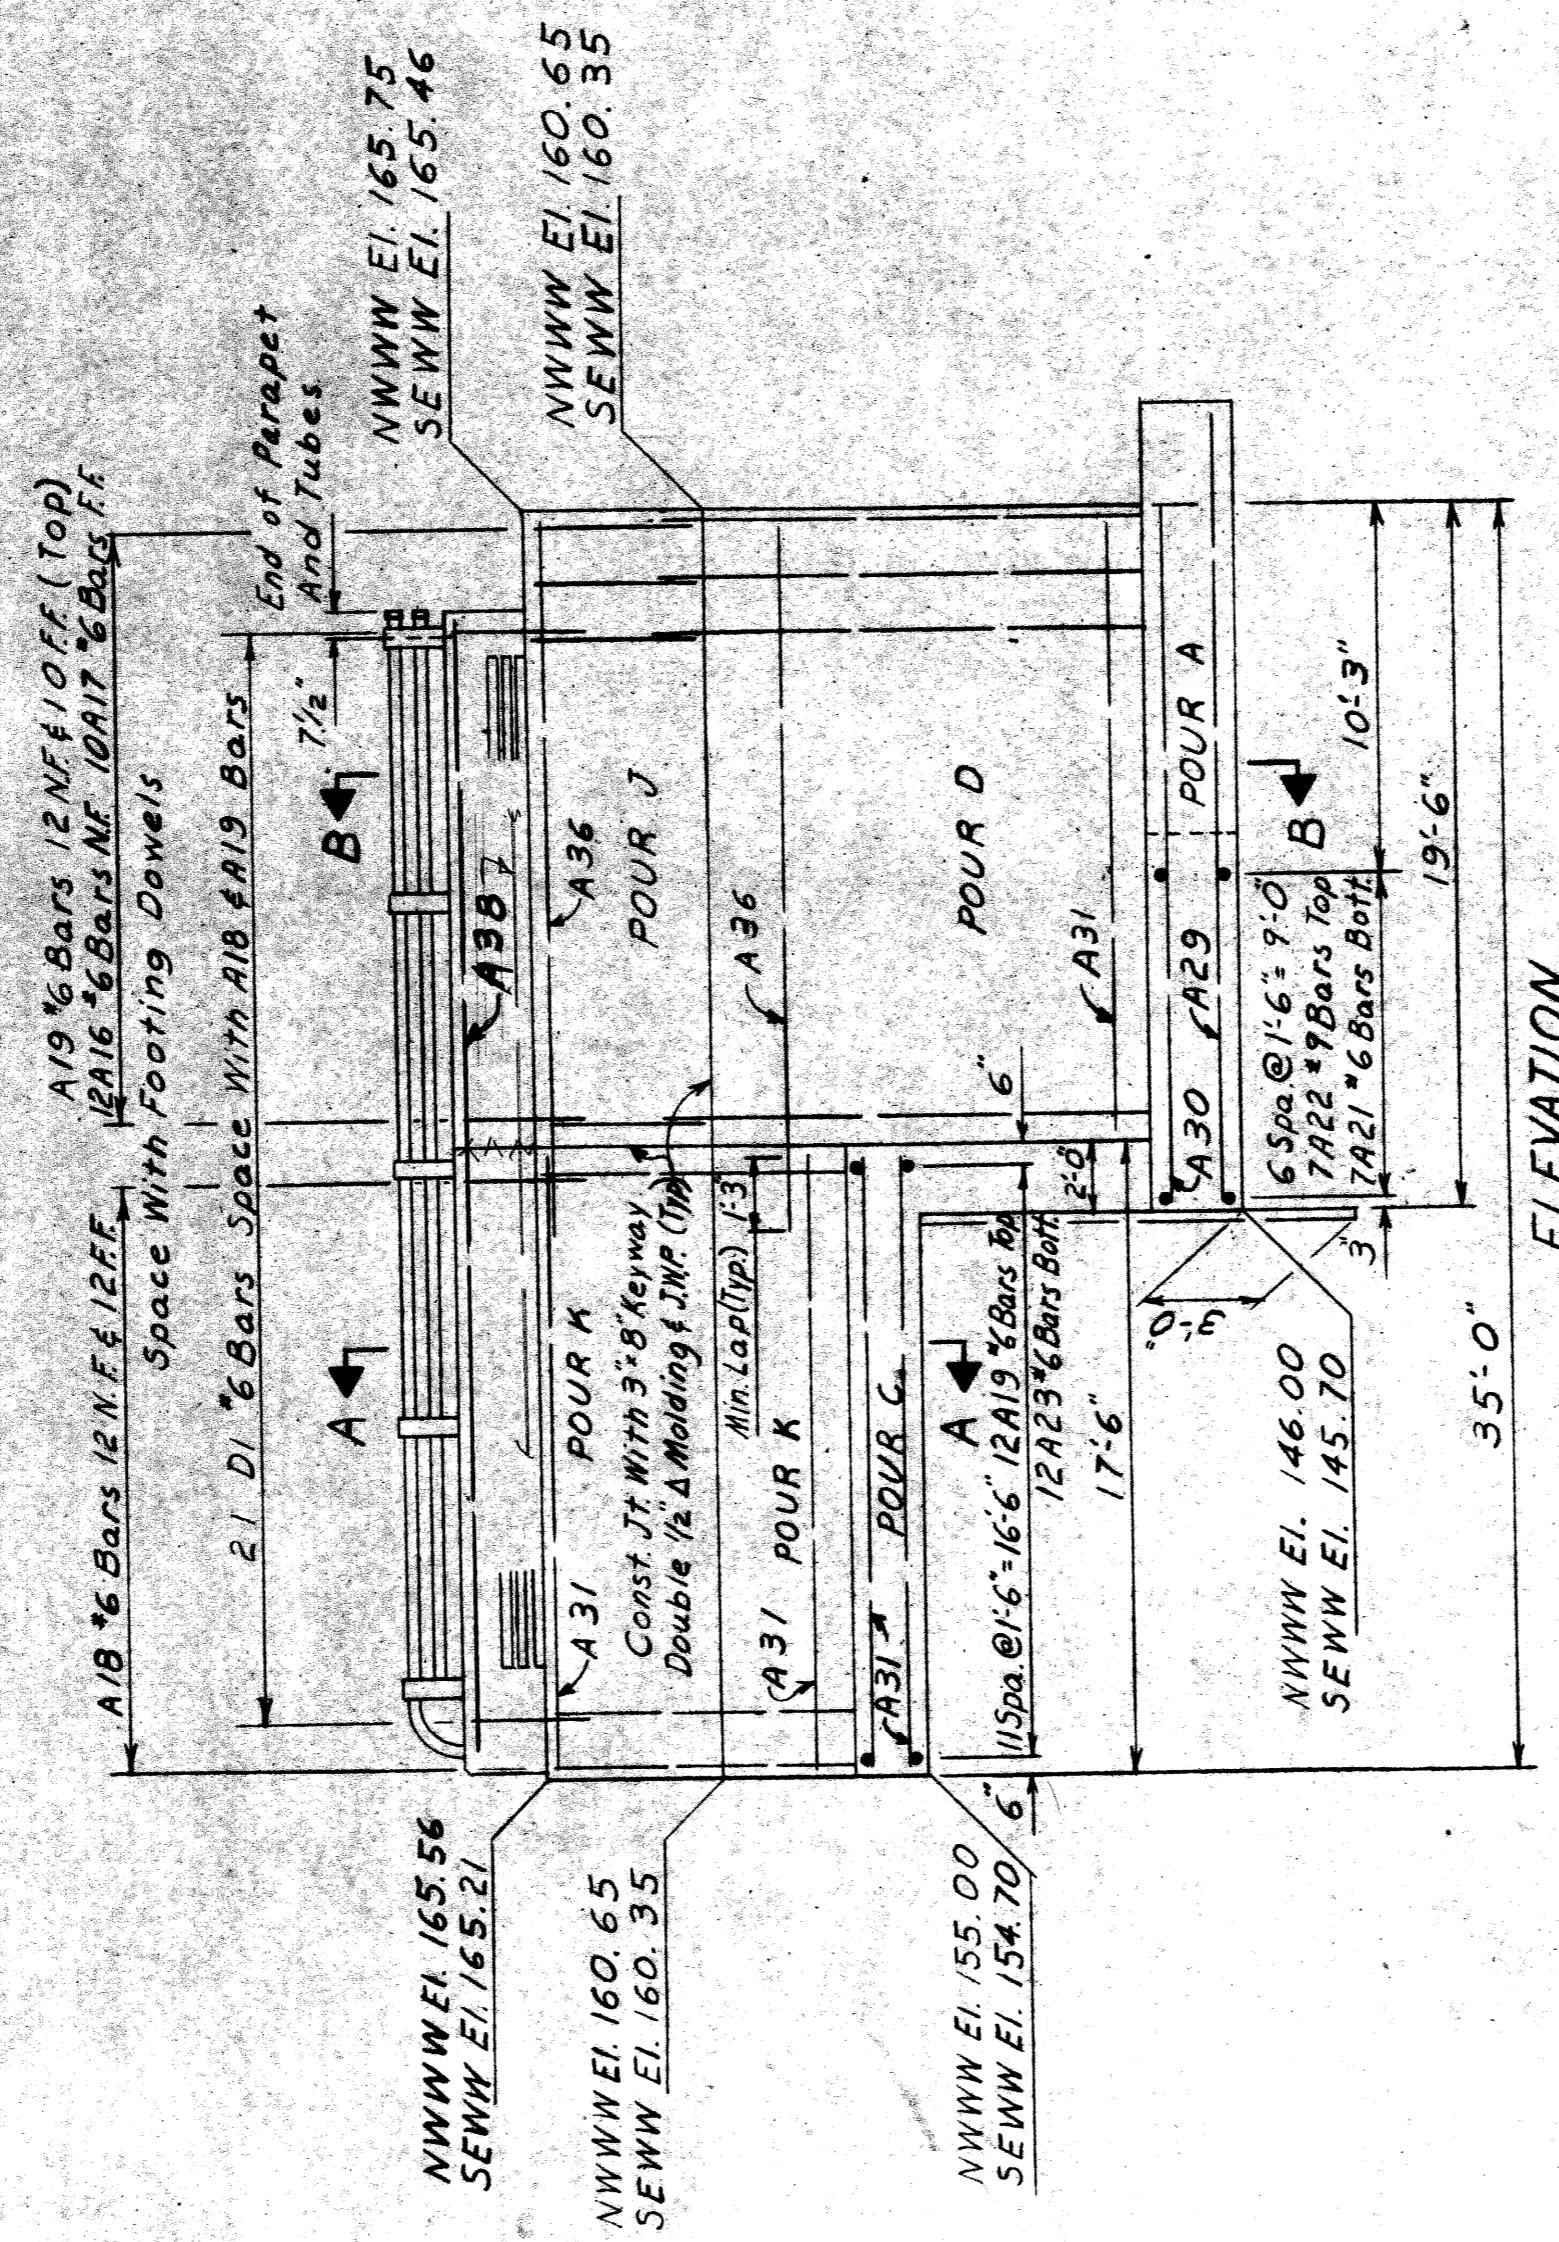 A18 #6 Bars 12 N.F. & 12 F.F.
A19 #6 Bars 12 N.F. & 10 F.F. (Top)
12A16 #6 Bars N.F. 10A17 #6 Bars F.F.
Space With Footing Dowels
21 D1 #6 Bars Space With A18 & A19 Bars
End of Parapet
And Tubes
7½"
A
B
NWWW El. 165.75
SEWW El. 165.46
NWWW El. 165.56
SEWW El. 165.21
A38
A36
A31
POUR K
POUR J
NWWW El. 160.65
SEWW El. 160.35
NWWW El. 160.65
SEWW El. 160.35
Const. Jt. With 3"x8" Keyway
Double ½" Δ Molding & J.W.P. (Typ)
Min. Lap (Typ.) 1'-3"
A36
A31
POUR K
POUR D
A31
POUR C
A31
6"
NWWW El. 155.00
SEWW El. 154.70
6"
A
11 Spa. @ 1'-6" = 16'-6" 12A19 #6 Bars Top
12A23 #6 Bars Bott.
2'-0"
17'-6"
A30
A29
POUR A
B
6 Spa. @ 1'-6" = 9'-0"
7A22 #9 Bars Top
7A21 #6 Bars Bott.
10'-3"
3'-0"
3"
19'-6"
NWWW El. 146.00
SEWW El. 145.70
35'-0"
ELEVATION